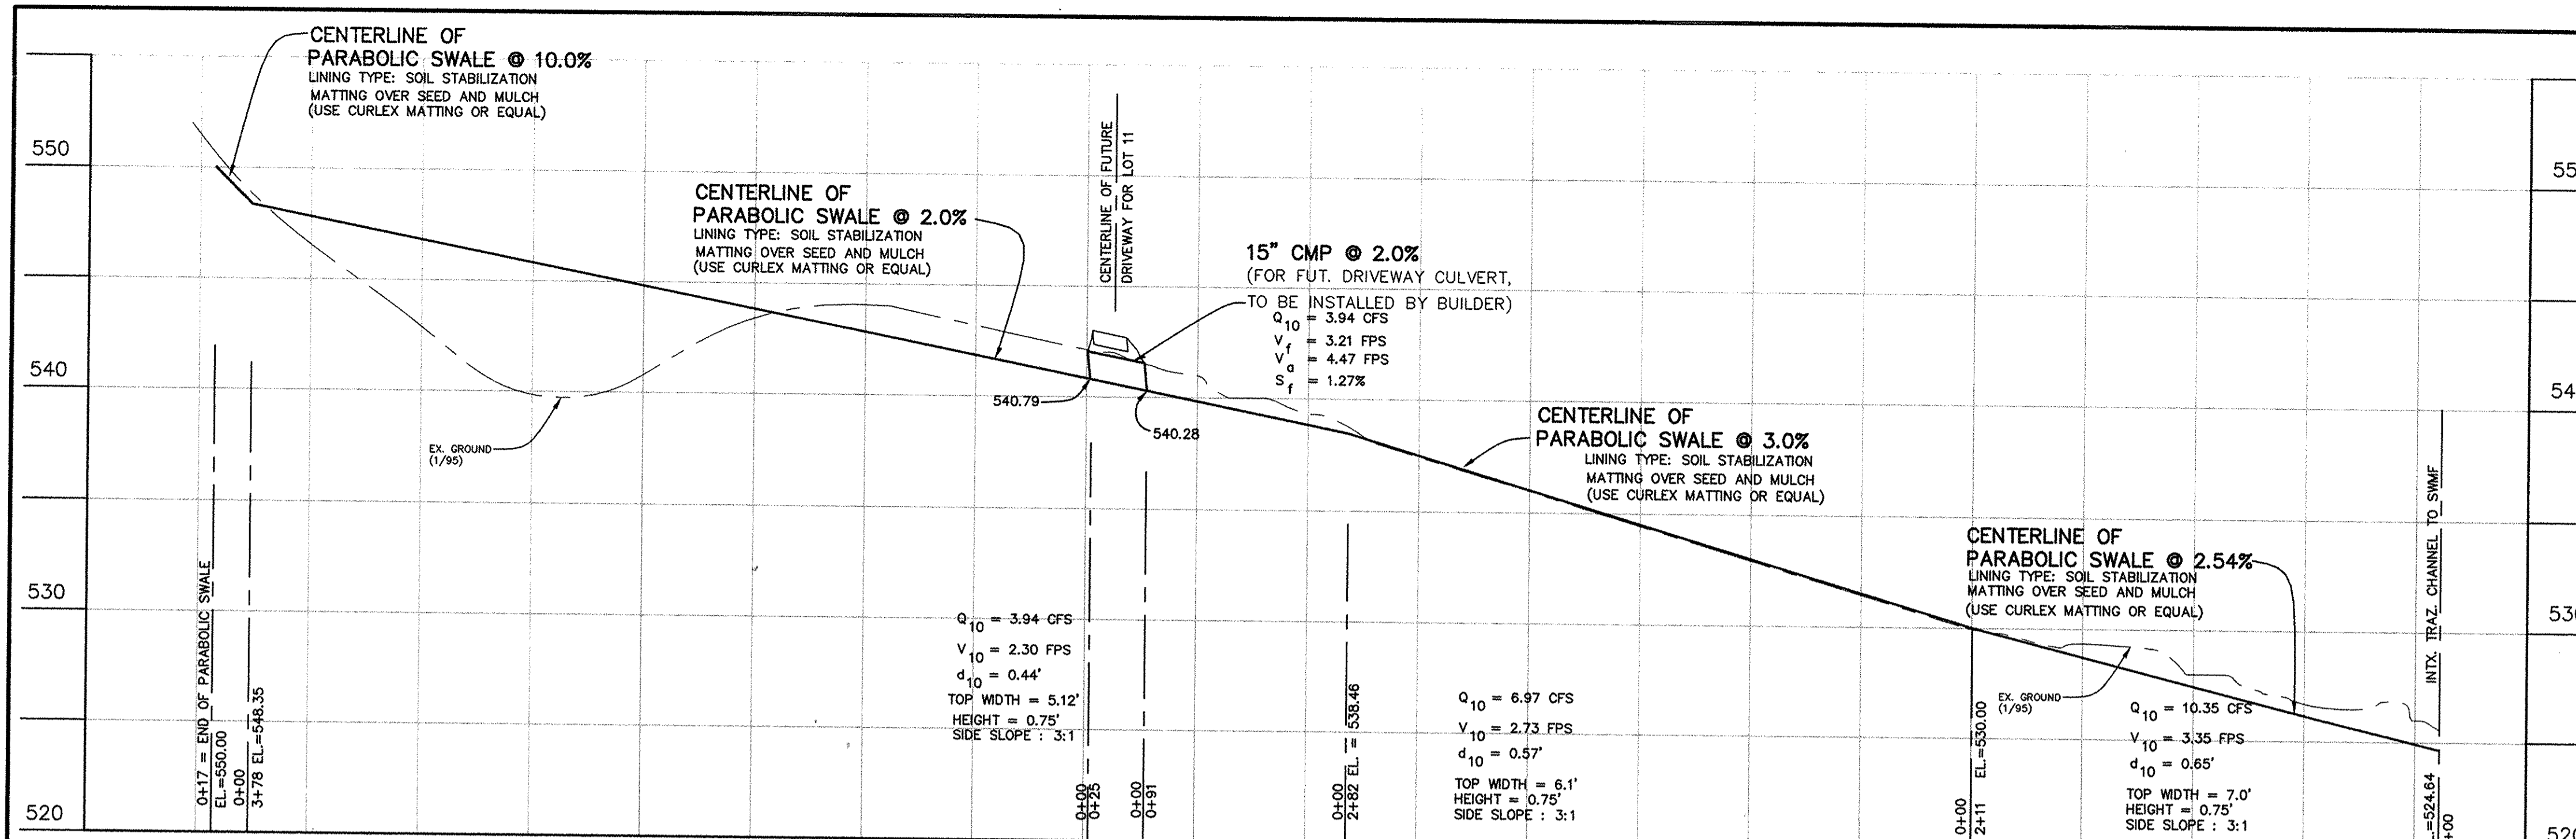 CENTERLINE OF
PARABOLIC SWALE @ 10.0%
LINING TYPE: SOIL STABILIZATION
MATTING OVER SEED AND MULCH
(USE CURLEX MATTING OR EQUAL)
550
540
530
520
CENTERLINE OF
PARABOLIC SWALE @ 2.0%
LINING TYPE: SOIL STABILIZATION
MATTING OVER SEED AND MULCH
(USE CURLEX MATTING OR EQUAL)
CENTERLINE OF FUTURE
DRIVEWAY FOR LOT 11
15" CMP @ 2.0%
(FOR FUT. DRIVEWAY CULVERT,
TO BE INSTALLED BY BUILDER)
Q10 = 3.94 CFS
Vf = 3.21 FPS
Va = 4.47 FPS
Sf = 1.27%
540.79
540.28
EX. GROUND
(1/95)
CENTERLINE OF
PARABOLIC SWALE @ 3.0%
LINING TYPE: SOIL STABILIZATION
MATTING OVER SEED AND MULCH
(USE CURLEX MATTING OR EQUAL)
CENTERLINE OF
PARABOLIC SWALE @ 2.54%
LINING TYPE: SOIL STABILIZATION
MATTING OVER SEED AND MULCH
(USE CURLEX MATTING OR EQUAL)
INTX. TRAZ. CHANNEL TO SWMF
EX. GROUND
(1/95)
0+17 = END OF PARABOLIC SWALE
EL.=550.00
0+00
3+78 EL.=548.35
Q10 = 3.94 CFS
V10 = 2.30 FPS
d10 = 0.44'
TOP WIDTH = 5.12'
HEIGHT = 0.75'
SIDE SLOPE : 3:1
0+00
0+25
0+00
0+91
0+00
2+82 EL. = 538.46
Q10 = 6.97 CFS
V10 = 2.73 FPS
d10 = 0.57'
TOP WIDTH = 6.1'
HEIGHT = 0.75'
SIDE SLOPE : 3:1
0+00
2+11 EL.=530.00
Q10 = 10.35 CFS
V10 = 3.35 FPS
d10 = 0.65'
TOP WIDTH = 7.0'
HEIGHT = 0.75'
SIDE SLOPE : 3:1
.=524.64
+00
55
54
530
520